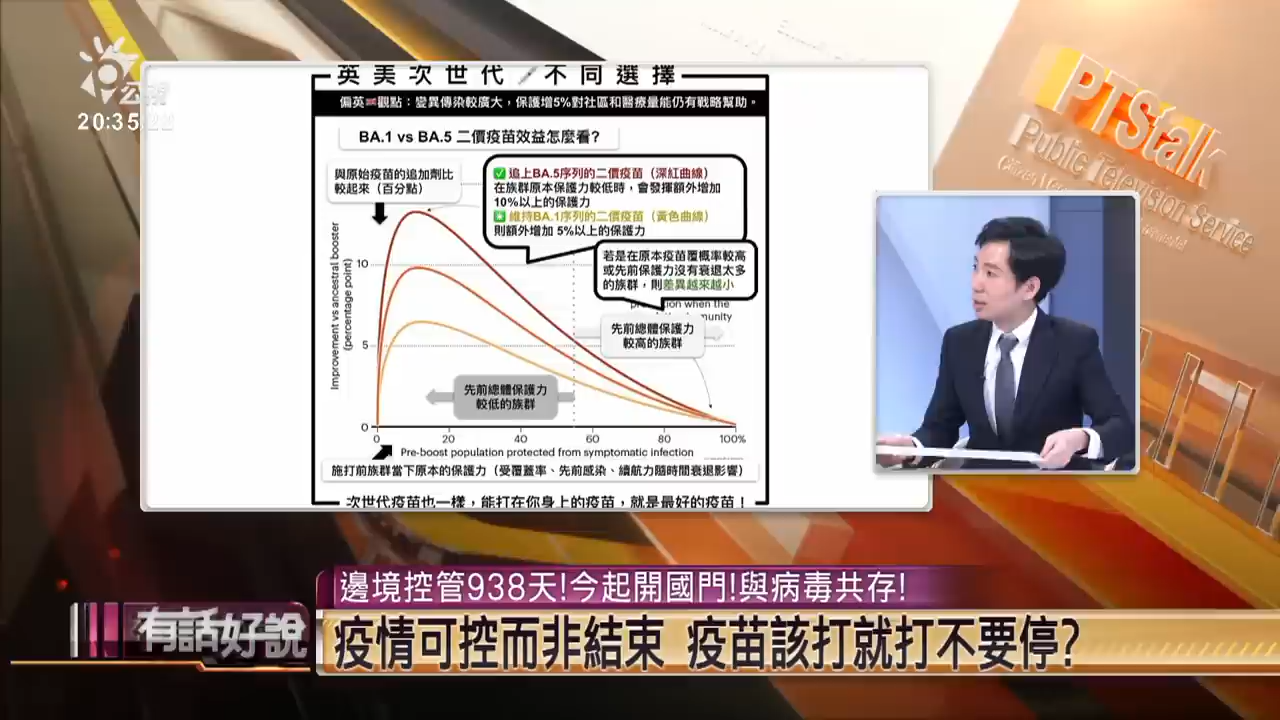 公視
20:35:22
英美次世代 不同選擇
偏英觀點：變異傳染較廣大，保護增5%對社區和醫療量能仍有戰略幫助。
BA.1 vs BA.5 二價疫苗效益怎麼看?
與原始疫苗的追加劑比
較起來（百分點）
追上BA.5序列的二價疫苗（深紅曲線）
在族群原本保護力較低時，會發揮額外增加
10%以上的保護力
維持BA.1序列的二價疫苗（黃色曲線）
則額外增加 5%以上的保護力
若是在原本疫苗覆概率較高
或先前保護力沒有衰退太多
的族群，則差異越來越小
when the
munity
先前總體保護力
較高的族群
先前總體保護力
較低的族群
Improvement vs ancestral booster
(percentage point)
10
5
0
0 20 40 60 80 100%
Pre-boost population protected from symptomatic infection
施打前族群當下原本的保護力（受覆蓋率、先前感染、續航力隨時間衰退影響）
次世代疫苗也一樣，能打在你身上的疫苗，就是最好的疫苗！
PTStalk
Public Television Service
邊境控管938天!今起開國門!與病毒共存!
有話好說
疫情可控而非結束 疫苗該打就打不要停?